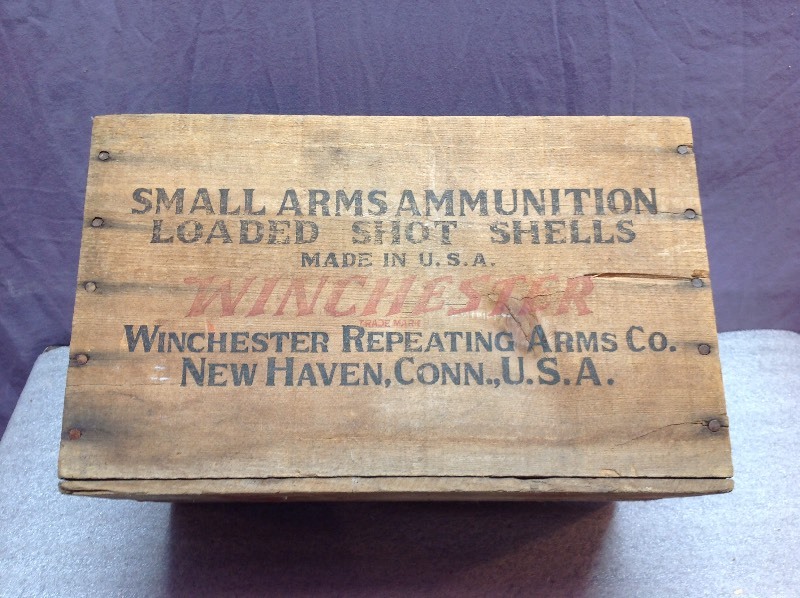 SMALL ARMS AMMUNITION
LOADED SHOT SHELLS
MADE IN U.S.A.
WINCHESTER
TRADE MARK
WINCHESTER REPEATING ARMS CO.
NEW HAVEN, CONN., U.S.A.